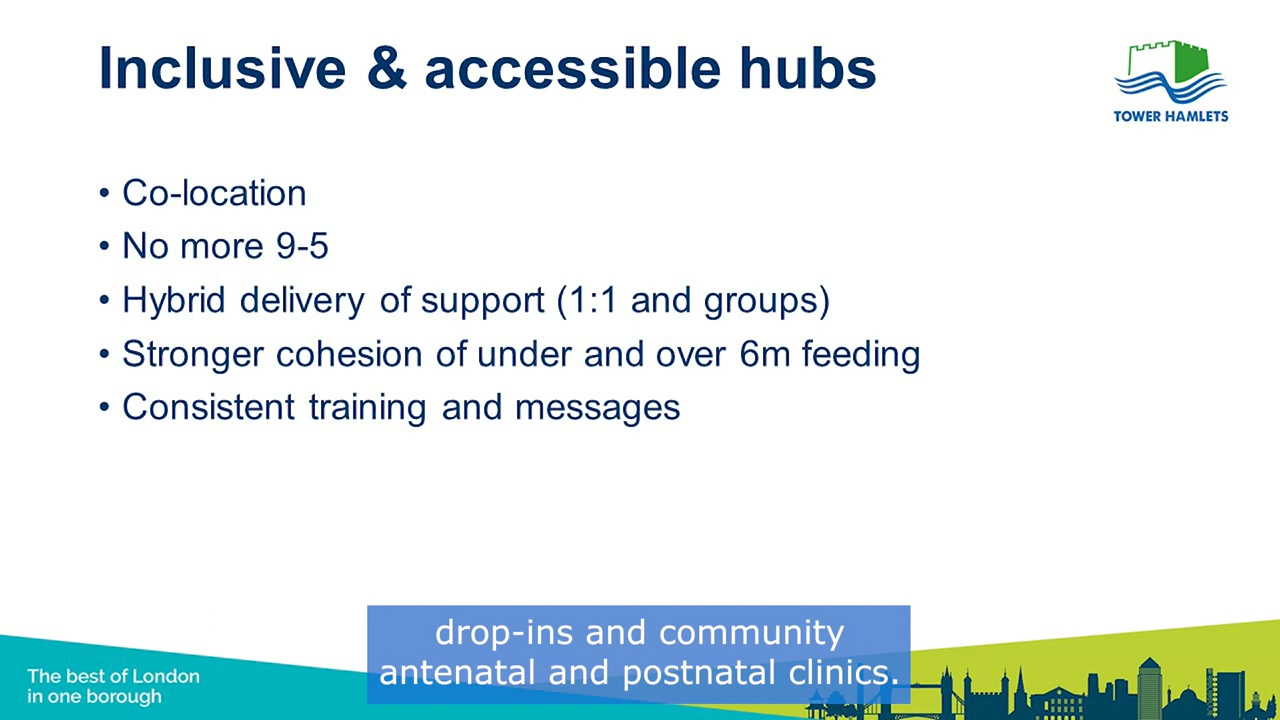 Inclusive & accessible hubs
TOWER HAMLETS
• Co-location
• No more 9-5
• Hybrid delivery of support (1:1 and groups)
• Stronger cohesion of under and over 6m feeding
• Consistent training and messages
drop-ins and community
antenatal and postnatal clinics.
The best of London
in one borough